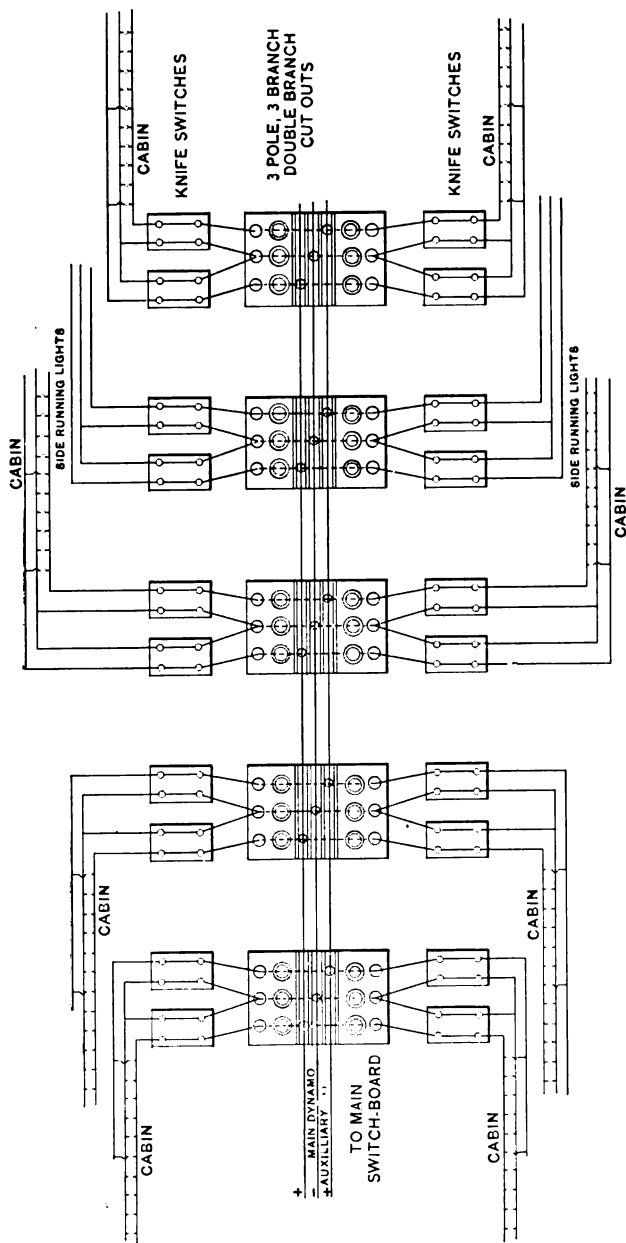 CABIN
KNIFE SWITCHES
3 POLE, 3 BRANCH
DOUBLE BRANCH
CUT OUTS
KNIFE SWITCHES
CABIN
CABIN
SIDE RUNNING LIGHTS
SIDE RUNNING LIGHTS
CABIN
CABIN
CABIN
CABIN
+
-
+
MAIN DYNAMO
AUXILLIARY "
TO MAIN
SWITCH-BOARD
CABIN